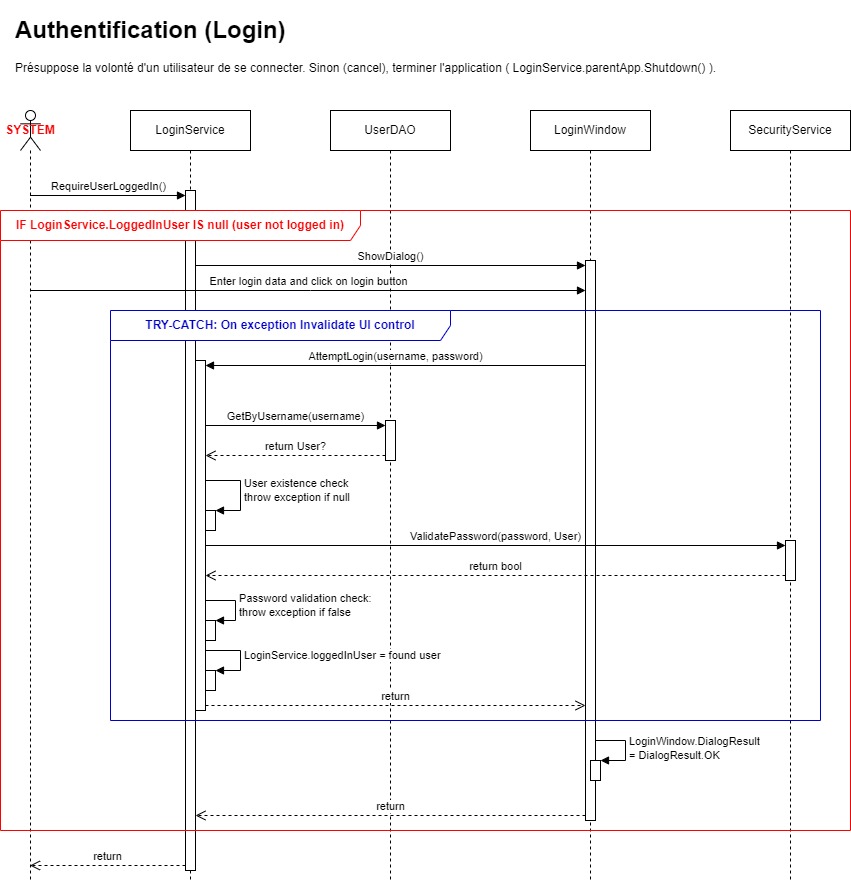 Authentification (Login)
Présuppose la volonté d'un utilisateur de se connecter. Sinon (cancel), terminer l'application ( LoginService.parentApp.Shutdown() ).
SYSTEM
LoginService
UserDAO
LoginWindow
SecurityService
RequireUserLoggedIn()
IF LoginService.LoggedInUser IS null (user not logged in)
ShowDialog()
Enter login data and click on login button
TRY-CATCH: On exception Invalidate UI control
AttemptLogin(username, password)
GetByUsername(username)
return User?
User existence check
throw exception if null
ValidatePassword(password, User)
return bool
Password validation check:
throw exception if false
LoginService.loggedInUser = found user
return
LoginWindow.DialogResult
= DialogResult.OK
return
return